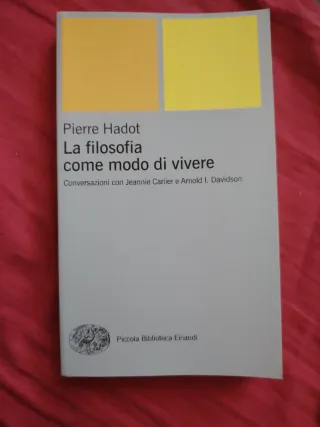 Pierre Hadot
La filosofia
come modo di vivere
Conversazioni con Jeannie Carlier e Arnold I. Davidson
Piccola Biblioteca Einaudi